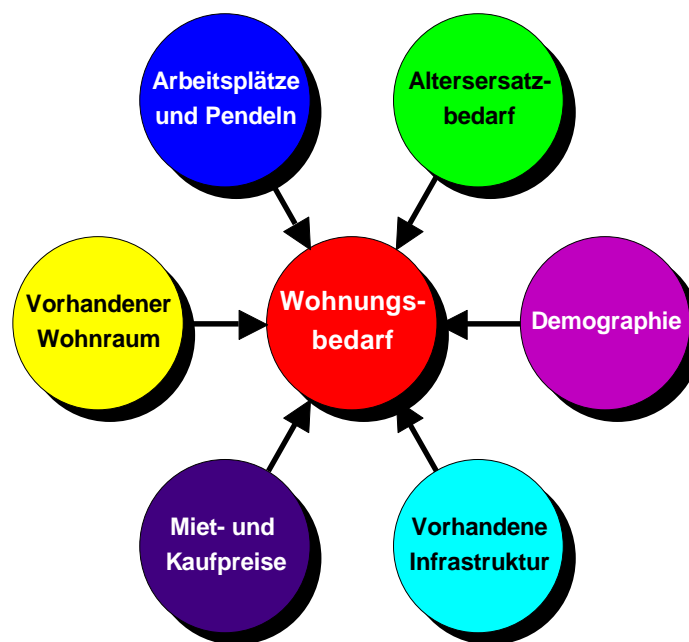 Arbeitsplätze
und Pendeln
Altersersatz-
bedarf
Vorhandener
Wohnraum
Wohnungs-
bedarf
Demographie
Miet- und
Kaufpreise
Vorhandene
Infrastruktur